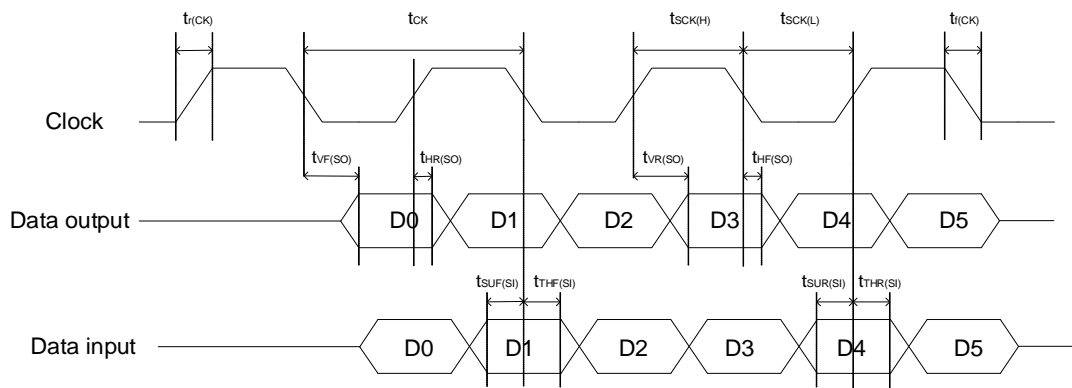 tr(CK) tCK tSCK(H) tSCK(L) tf(CK)
Clock
tVF(SO) tHR(SO) tVR(SO) tHF(SO)
Data output D0 D1 D2 D3 D4 D5
tSUF(SI) tTHF(SI) tSUR(SI) tTHR(SI)
Data input D0 D1 D2 D3 D4 D5